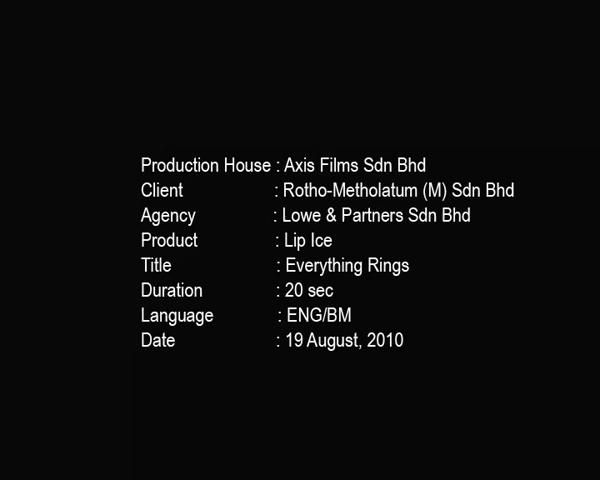 Production House : Axis Films Sdn Bhd
Client : Rotho-Metholatum (M) Sdn Bhd
Agency : Lowe & Partners Sdn Bhd
Product : Lip Ice
Title : Everything Rings
Duration : 20 sec
Language : ENG/BM
Date : 19 August, 2010